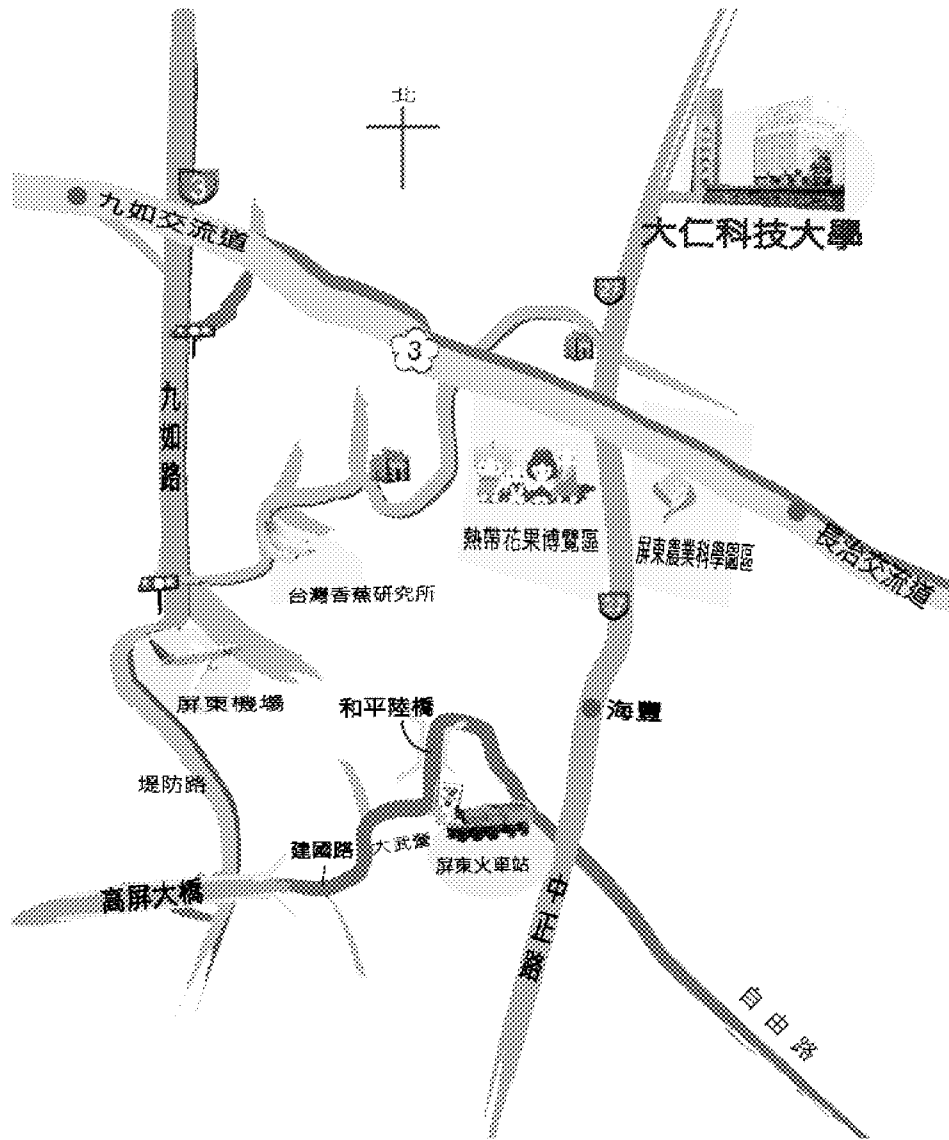 北
九如交流道
大仁科技大學
3
九如路
熱帶花果博覽區
屏東農業科學園區
長治交流道
台灣香蕉研究所
屏東機場
和平陸橋
海豐
堤防路
建國路
大武營
屏東火車站
高屏大橋
中正路
自由路